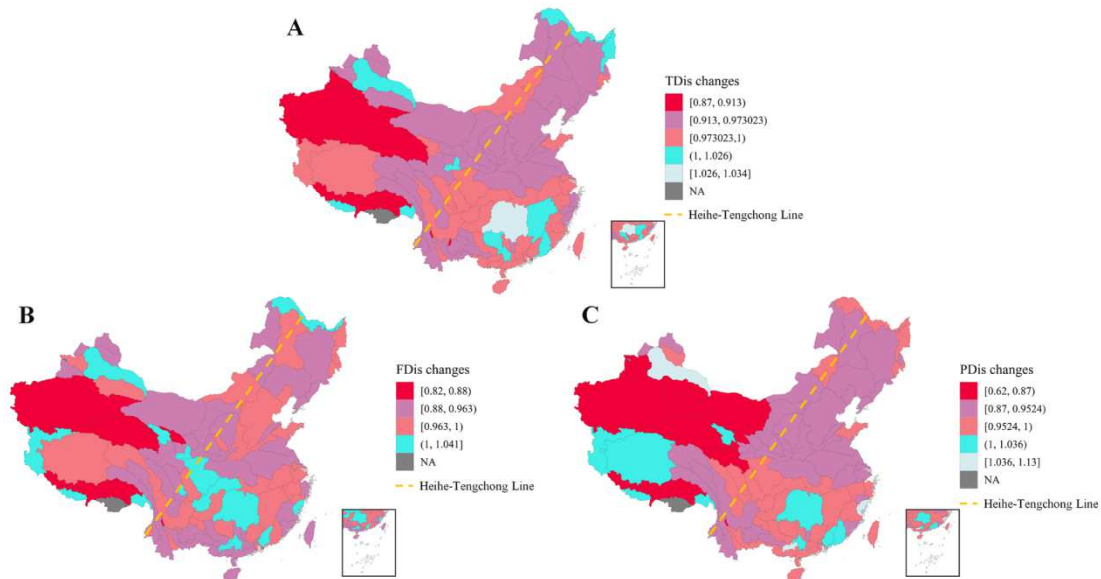 A
TDis changes
[0.87, 0.913)
[0.913, 0.973023)
[0.973023,1)
(1, 1.026)
[1.026, 1.034]
NA
Heihe-Tengchong Line
B
FDis changes
[0.82, 0.88)
[0.88, 0.963)
[0.963, 1)
(1, 1.041]
NA
Heihe-Tengchong Line
C
PDis changes
[0.62, 0.87)
[0.87, 0.9524)
[0.9524, 1)
(1, 1.036)
[1.036, 1.13]
NA
Heihe-Tengchong Line